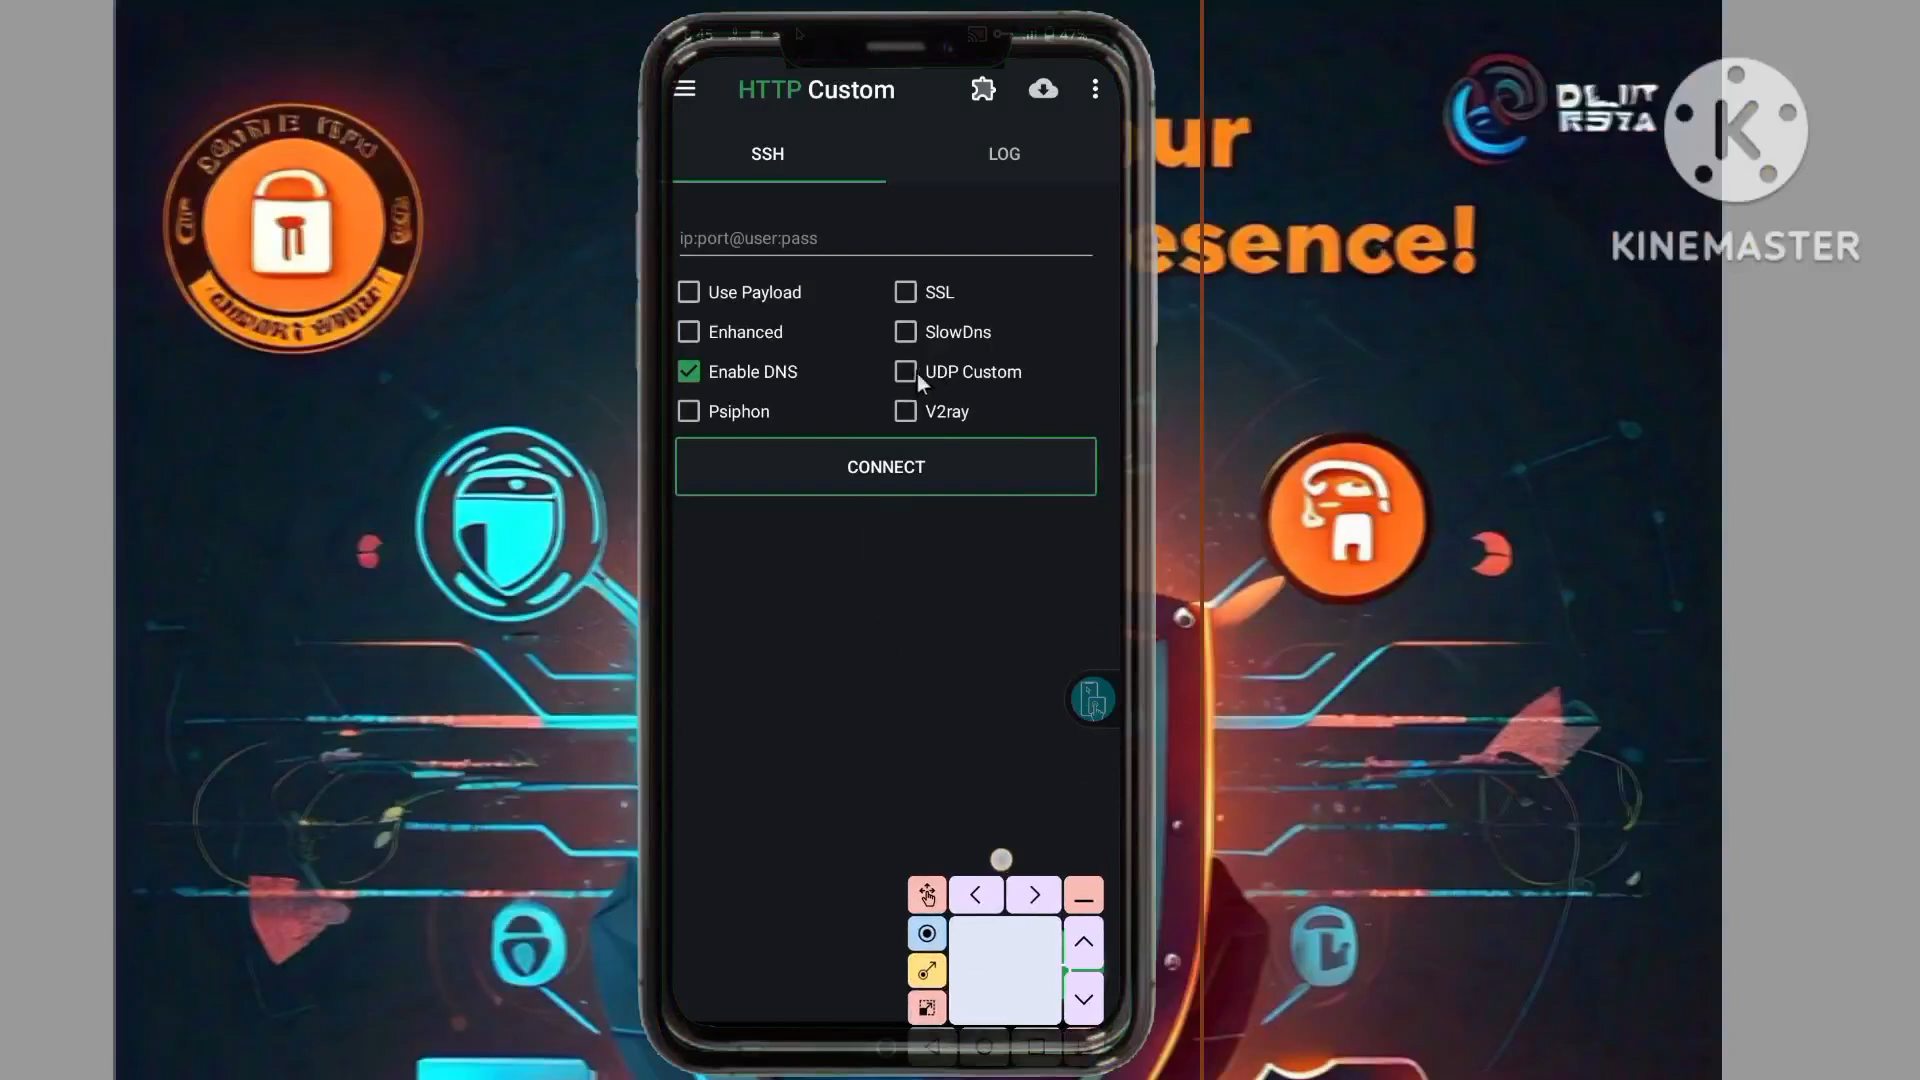 HTTP Custom
SSH
LOG
ip:port@user:pass
Use Payload
SSL
Enhanced
SlowDns
Enable DNS
UDP Custom
Psiphon
V2ray
CONNECT
ur
esence!
KINEMASTER